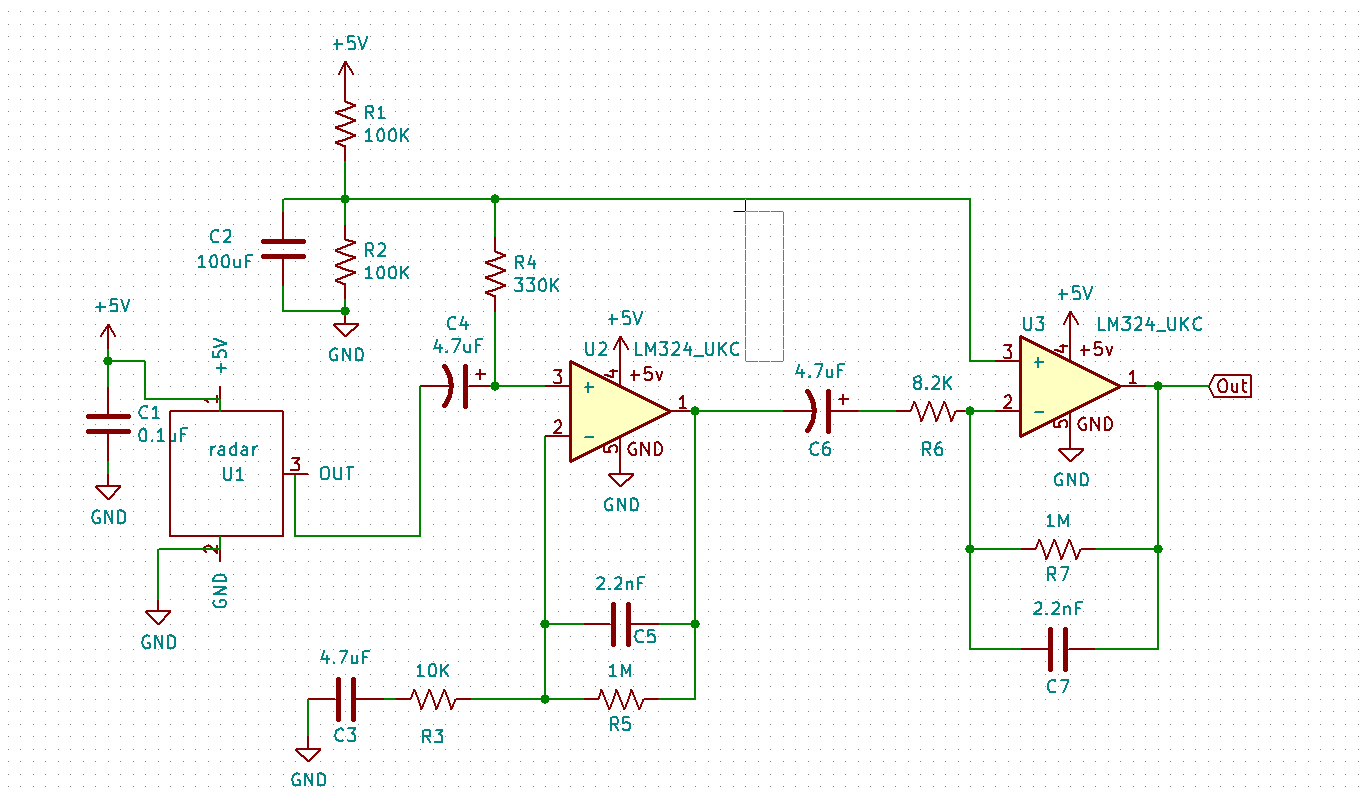 +5V
R1
100K
C2
100uF
R2
100K
GND
R4
330K
+5V
+5V
1
C1
0.1uF
GND
radar
U1
3
OUT
2
GND
GND
C4
4.7uF
+
+5V
U2
LM324_UKC
4
+5v
3
+
2
−
1
5
GND
GND
4.7uF
+
C6
8.2K
R6
+5V
U3
LM324_UKC
4
+5v
3
+
2
−
1
5
GND
GND
Out
1M
R7
2.2nF
C7
2.2nF
C5
1M
R5
4.7uF
C3
10K
R3
GND